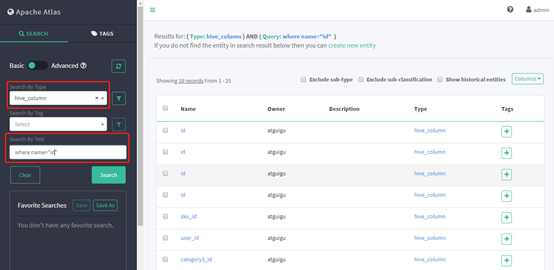 Apache Atlas
SEARCH
TAGS
Basic
Advanced
Search By Type
hive_column
Search By Tag
Select
Search By Text
where name="id"
Clear
Search
Favorite Searches
Save
Save As
You don't have any favorite search.
admin
Results for: ( Type: hive_column ) AND ( Query: where name="id" )
If you do not find the entity in search result below then you can create new entity
Showing 19 records From 1 - 25
Exclude sub-type
Exclude sub-classification
Show historical entities
Columns
Name Owner Description Type Tags
id atguigu hive_column
id atguigu hive_column
id atguigu hive_column
id atguigu hive_column
sku_id atguigu hive_column
user_id atguigu hive_column
category3_id atguigu hive_column